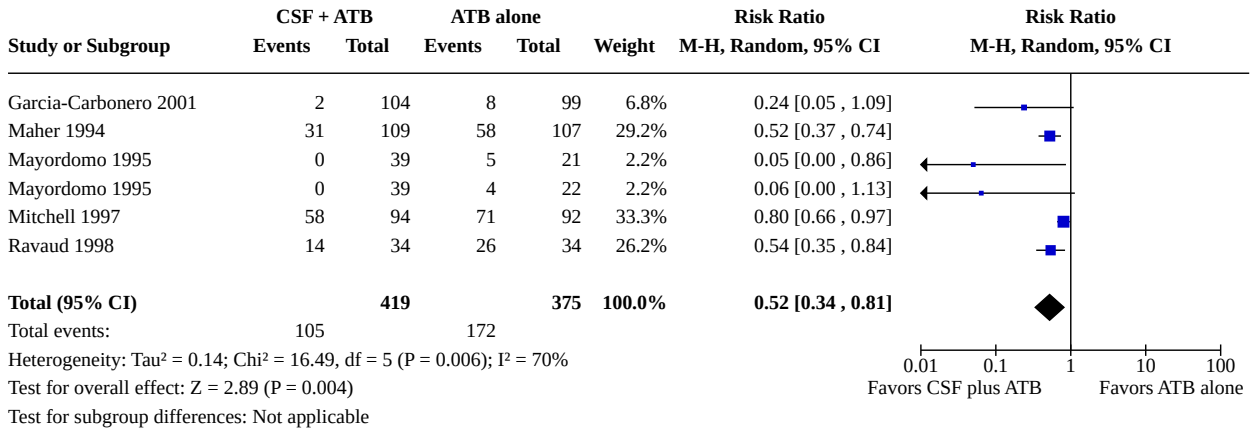 CSF + ATB ATB alone Risk Ratio Risk Ratio
Study or Subgroup Events Total Events Total Weight M-H, Random, 95% CI M-H, Random, 95% CI
Garcia-Carbonero 2001 2 104 8 99 6.8% 0.24 [0.05 , 1.09]
Maher 1994 31 109 58 107 29.2% 0.52 [0.37 , 0.74]
Mayordomo 1995 0 39 5 21 2.2% 0.05 [0.00 , 0.86]
Mayordomo 1995 0 39 4 22 2.2% 0.06 [0.00 , 1.13]
Mitchell 1997 58 94 71 92 33.3% 0.80 [0.66 , 0.97]
Ravaud 1998 14 34 26 34 26.2% 0.54 [0.35 , 0.84]
Total (95% CI) 419 375 100.0% 0.52 [0.34 , 0.81]
Total events: 105 172
Heterogeneity: Tau² = 0.14; Chi² = 16.49, df = 5 (P = 0.006); I² = 70%
0.01 0.1 1 10 100
Test for overall effect: Z = 2.89 (P = 0.004)
Favors CSF plus ATB Favors ATB alone
Test for subgroup differences: Not applicable